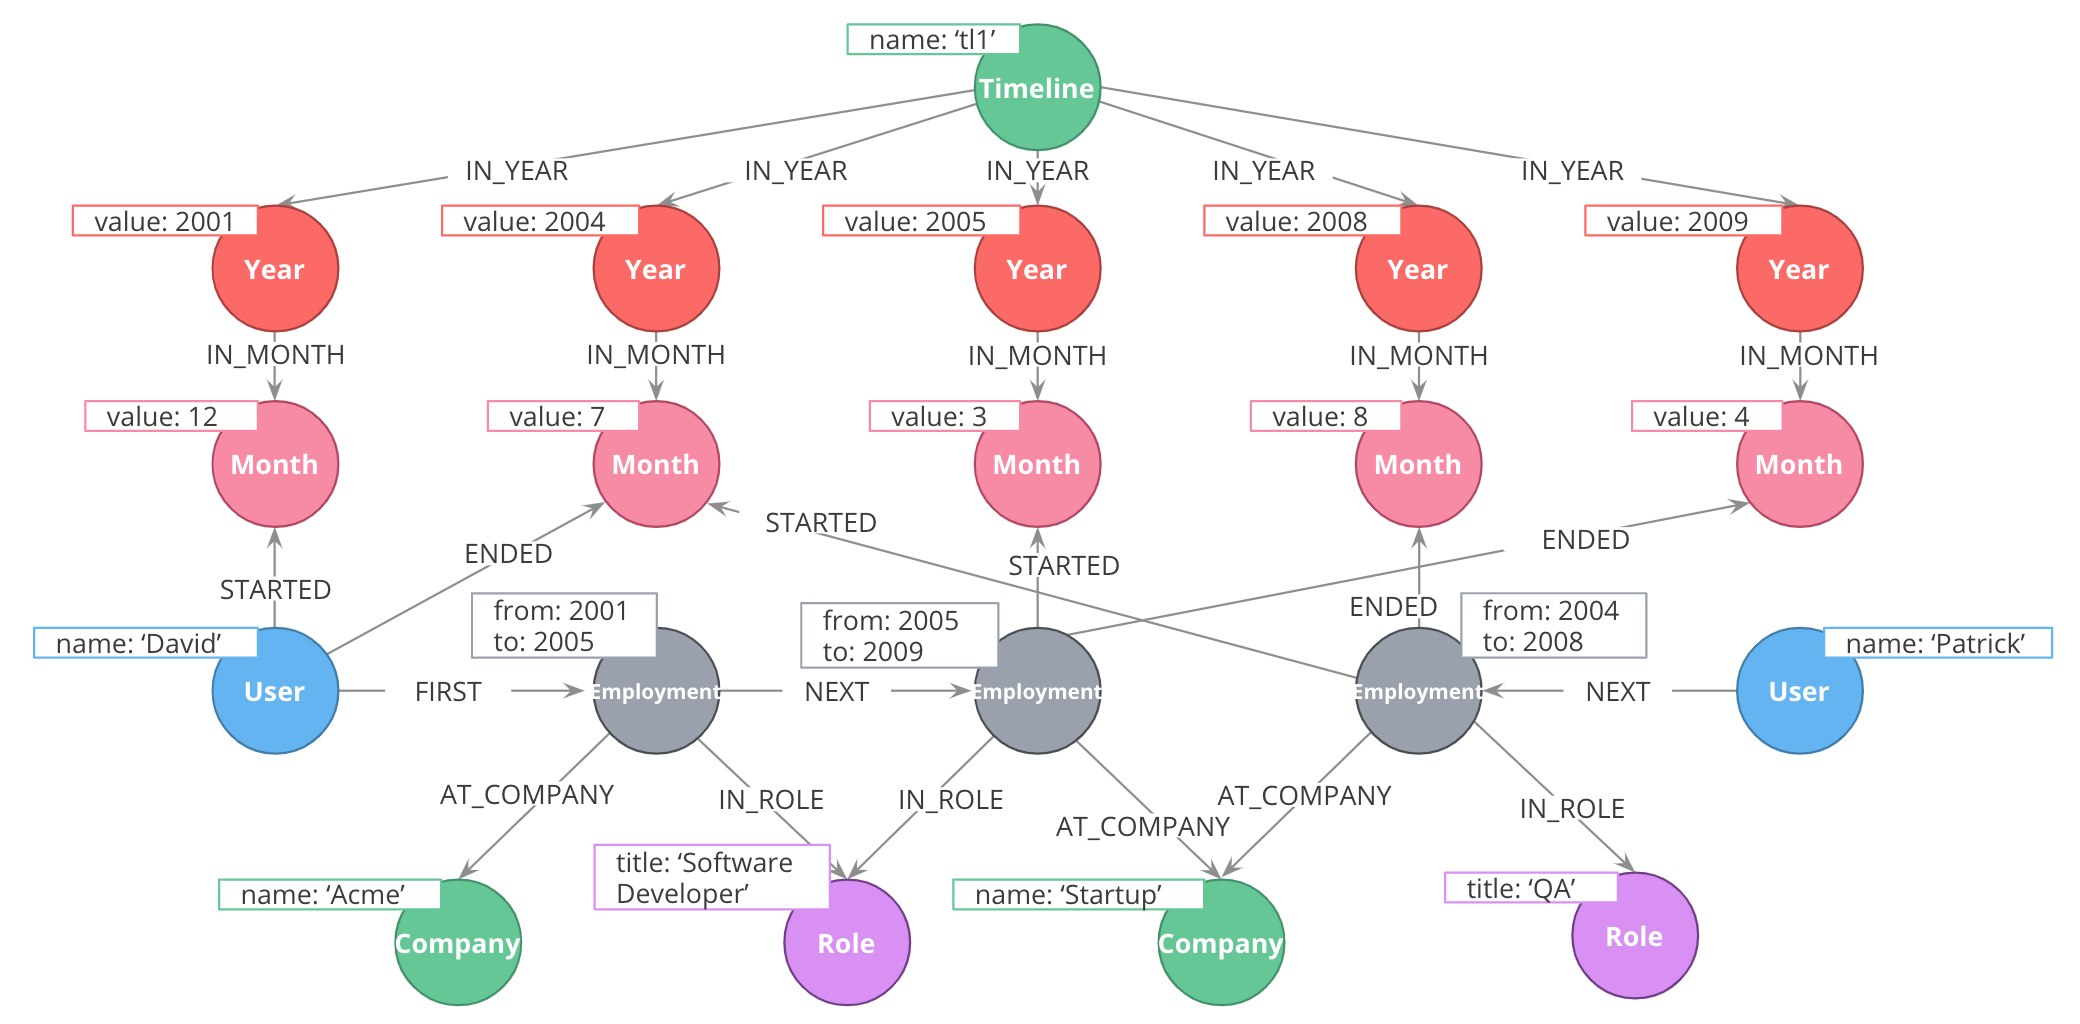 name: ‘tl1’
Timeline
IN_YEAR
IN_YEAR
IN_YEAR
IN_YEAR
IN_YEAR
value: 2001
value: 2004
value: 2005
value: 2008
value: 2009
Year
Year
Year
Year
Year
IN_MONTH
IN_MONTH
IN_MONTH
IN_MONTH
IN_MONTH
value: 12
value: 7
value: 3
value: 8
value: 4
Month
Month
Month
Month
Month
STARTED
ENDED
ENDED
STARTED
STARTED
ENDED
from: 2001
to: 2005
from: 2005
to: 2009
from: 2004
to: 2008
name: ‘David’
name: ‘Patrick’
User
FIRST
Employment
NEXT
Employment
Employment
NEXT
User
AT_COMPANY
IN_ROLE
IN_ROLE
AT_COMPANY
AT_COMPANY
IN_ROLE
name: ‘Acme’
title: ‘Software
Developer’
name: ‘Startup’
title: ‘QA’
Company
Role
Company
Role